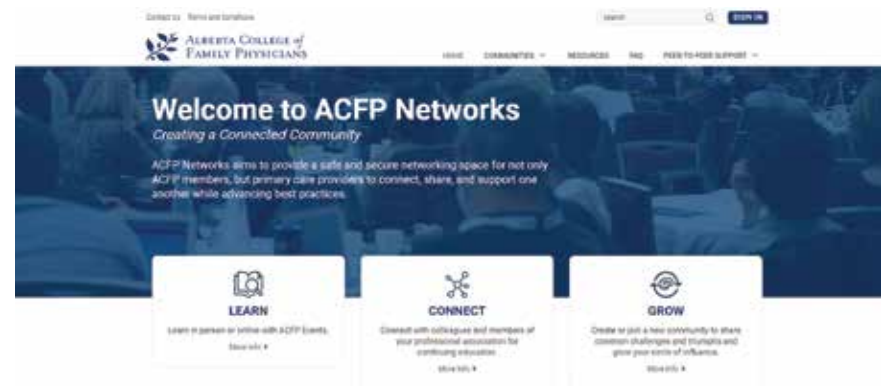 Contact Us Terms and Conditions
search
SIGN IN
ALBERTA COLLEGE of
FAMILY PHYSICIANS
HOME COMMUNITIES RESOURCES FAQ PEER-TO-PEER SUPPORT
Welcome to ACFP Networks
Creating a Connected Community
ACFP Networks aims to provide a safe and secure networking space for not only
ACFP members, but primary care providers to connect, share, and support one
another while advancing best practices.
LEARN
Learn in person or online with ACFP Events.
More Info
CONNECT
Connect with colleagues and members of
your professional association for
continuing education
More Info
GROW
Create or join a new community to share
common challenges and triumphs and
grow your circle of influence.
More Info